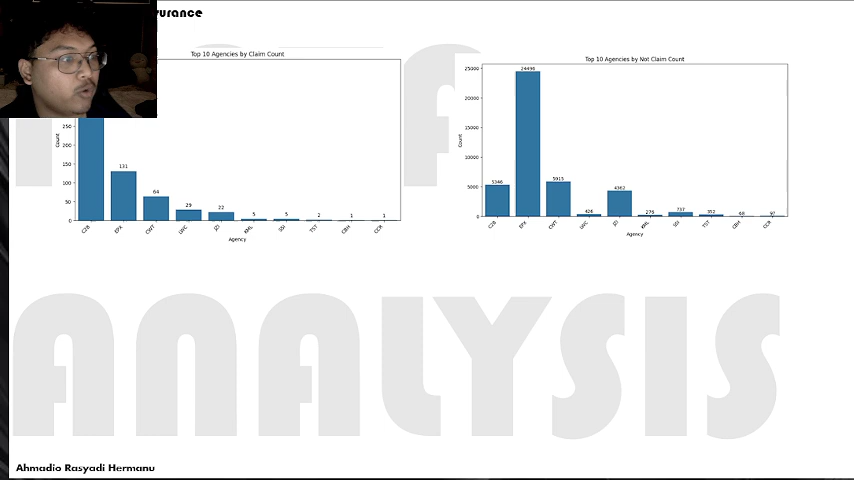 urance
Top 10 Agencies by Claim Count
Count
250
200
150
100
50
0
131
64
29
22
5
5
2
1
1
C2B
EPX
CWT
LWC
JZI
KML
SSI
TST
CBH
CCR
Agency
Top 10 Agencies by Not Claim Count
Count
25000
20000
15000
10000
5000
0
5346
24498
5915
426
4362
276
737
352
68
97
C2B
EPX
CWT
LWC
JZI
KML
SSI
TST
CBH
CCR
Agency
ANALYSIS
Ahmadio Rasyadi Hermanu